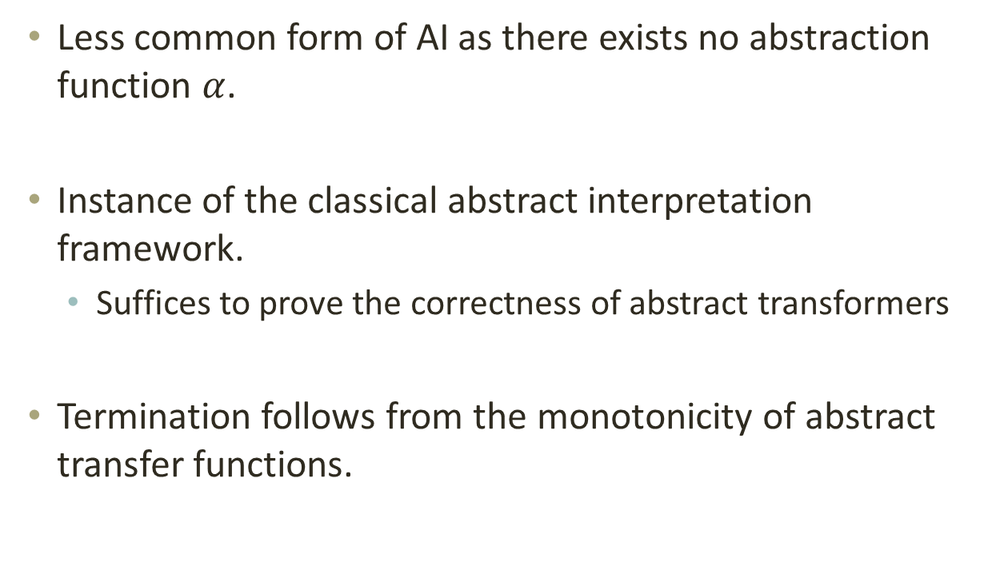 • Less common form of AI as there exists no abstraction
function 𝛼.
• Instance of the classical abstract interpretation
framework.
• Suffices to prove the correctness of abstract transformers
• Termination follows from the monotonicity of abstract
transfer functions.